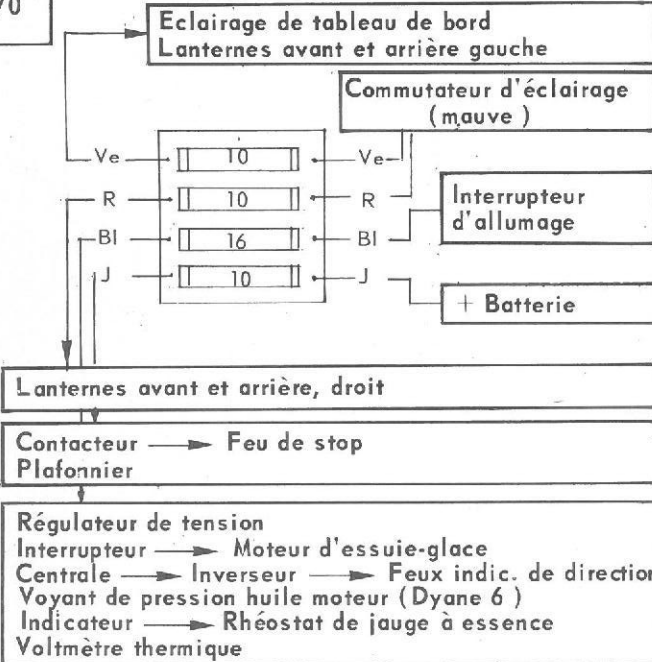 70
Eclairage de tableau de bord
Lanternes avant et arrière gauche
Commutateur d'éclairage
(mauve)
Ve 10 Ve
R 10 R
Bl 16 Bl
J 10 J
Interrupteur
d'allumage
+ Batterie
Lanternes avant et arrière, droit
Contacteur → Feu de stop
Plafonnier
Régulateur de tension
Interrupteur → Moteur d'essuie-glace
Centrale → Inverseur → Feux indic. de direction
Voyant de pression huile moteur (Dyane 6)
Indicateur → Rhéostat de jauge à essence
Voltmètre thermique